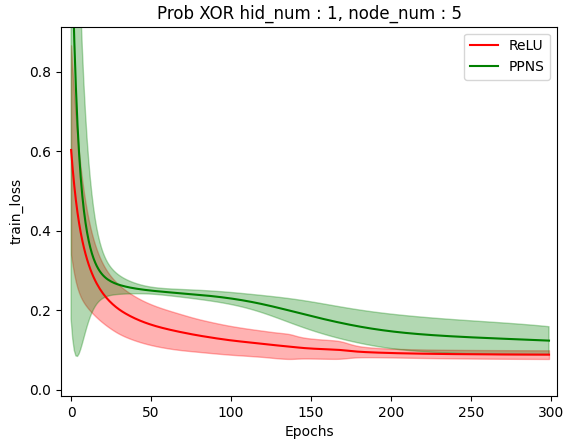 Prob XOR hid_num : 1, node_num : 5
ReLU
PPNS
train_loss
0.8
0.6
0.4
0.2
0.0
0 50 100 150 200 250 300
Epochs